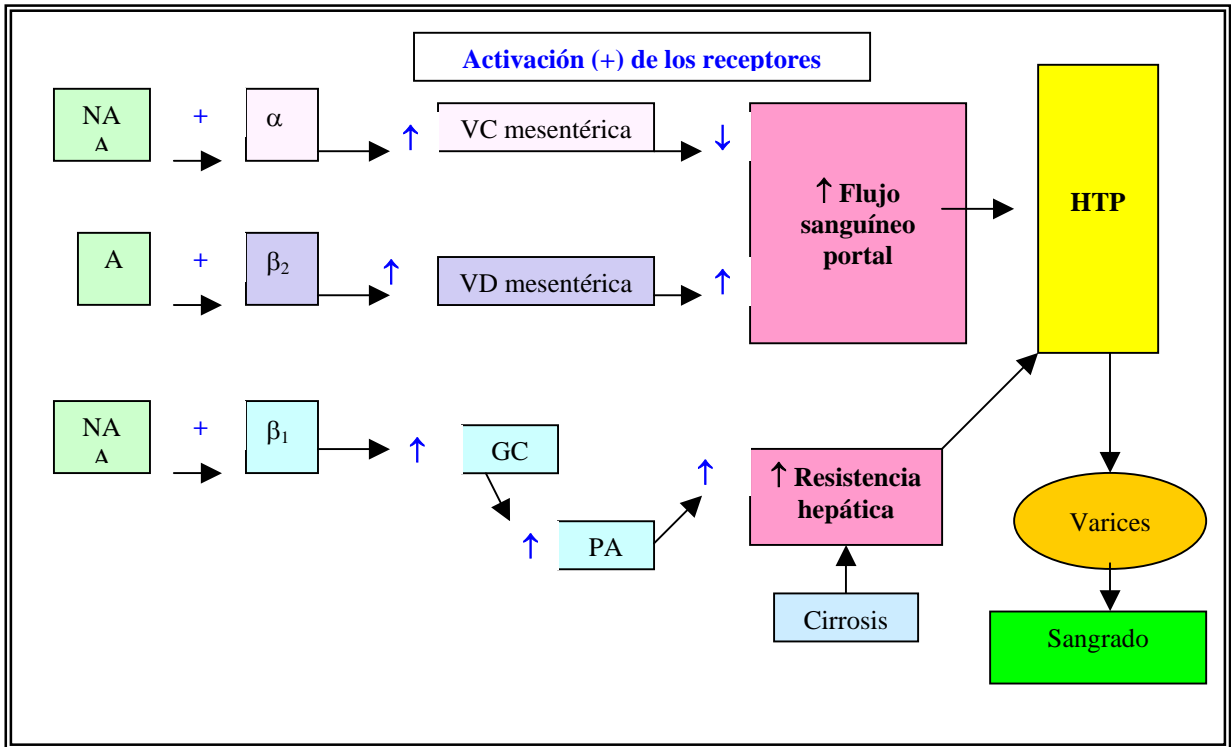 Activación (+) de los receptores
NA
A
+
α
↑
VC mesentérica
↓
↑ Flujo
sanguíneo
portal
HTP
A
+
β₂
↑
VD mesentérica
↑
NA
A
+
β₁
↑
GC
↑
PA
↑
↑ Resistencia
hepática
Cirrosis
Varices
Sangrado